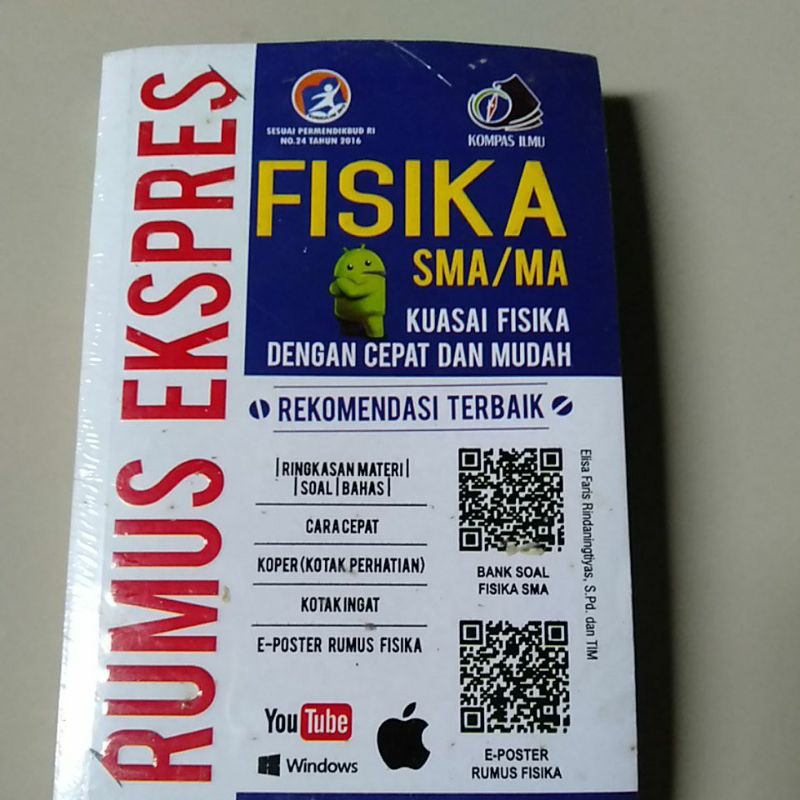 RUMUS EKSPRES
SESUAI PERMENDIKBUD RI
NO.24 TAHUN 2016
KOMPAS ILMU
FISIKA
SMA/MA
KUASAI FISIKA
DENGAN CEPAT DAN MUDAH
REKOMENDASI TERBAIK
|RINGKASAN MATERI|
|SOAL|BAHAS|
CARA CEPAT
KOPER (KOTAK PERHATIAN)
KOTAK INGAT
E-POSTER RUMUS FISIKA
BANK SOAL
FISIKA SMA
Elisa Faris Rindaningtiyas, S.Pd. dan TIM
YouTube
Windows
E-POSTER
RUMUS FISIKA